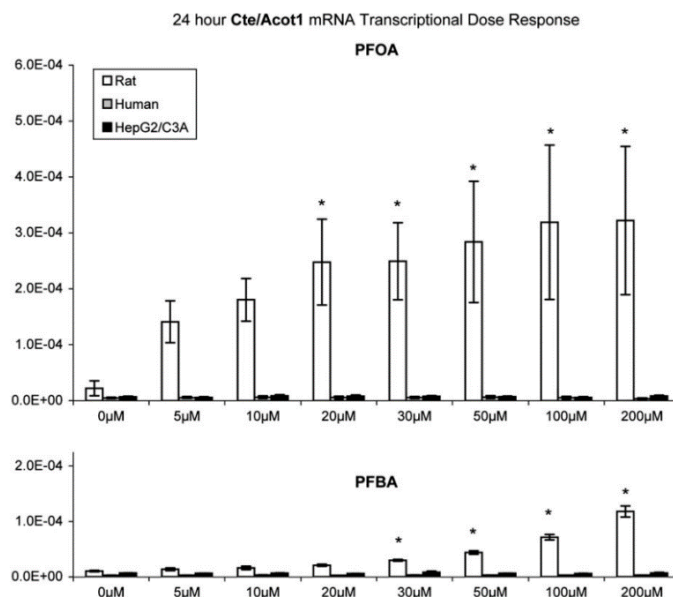 24 hour Cte/Acot1 mRNA Transcriptional Dose Response
PFOA
6.0E-04
Rat
Human
HepG2/C3A
5.0E-04
* *
*
4.0E-04
* *
3.0E-04
2.0E-04
1.0E-04
0.0E+00
0µM 5µM 10µM 20µM 30µM 50µM 100µM 200µM
2.0E-04
PFBA
*
*
1.0E-04
*
*
0.0E+00
0µM 5µM 10µM 20µM 30µM 50µM 100µM 200µM